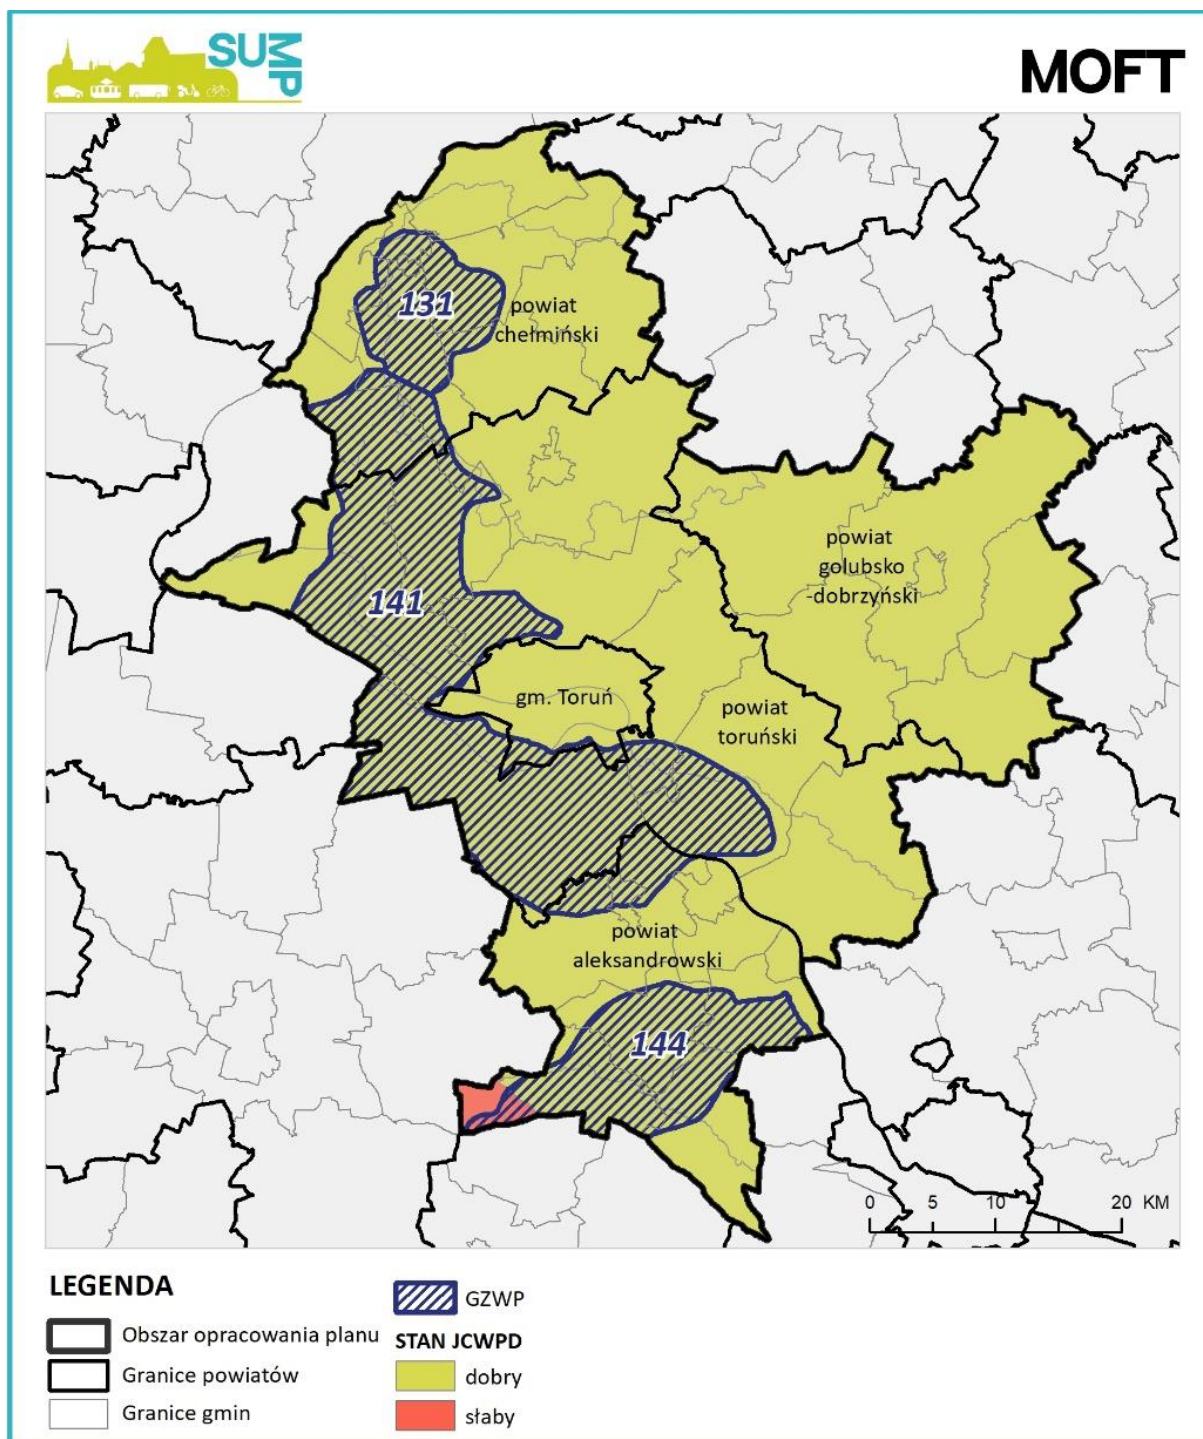 SUMP
MOFT
131
powiat
chełmiński
141
powiat
golubsko
-dobrzyński
gm. Toruń
powiat
toruński
powiat
aleksandrowski
144
0 5 10 20 KM
LEGENDA
Obszar opracowania planu
Granice powiatów
Granice gmin
GZWP
STAN JCWPD
dobry
słaby